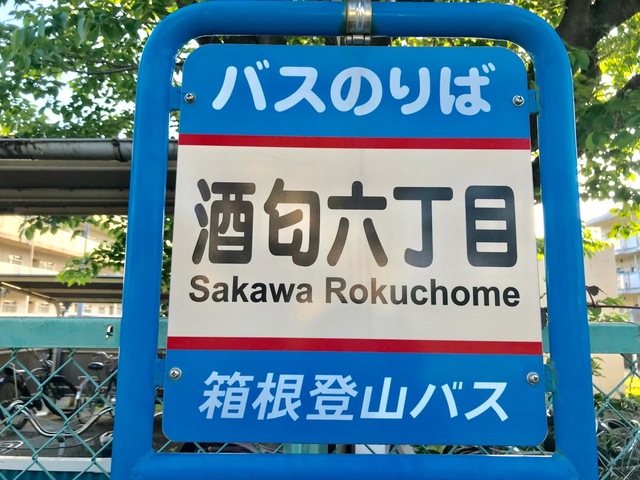 バスのりば
酒匂六丁目
Sakawa Rokuchome
箱根登山バス